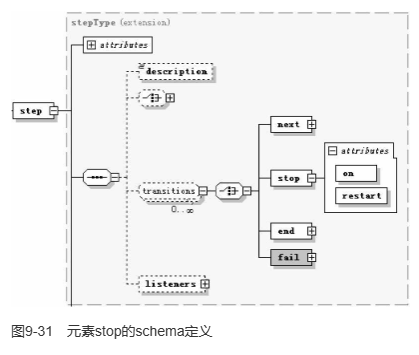 stepType (extension)
attributes
description
step
next
attributes
stop
on
transitions
restart
0..∞
end
fail
listeners
图9-31 元素stop的schema定义